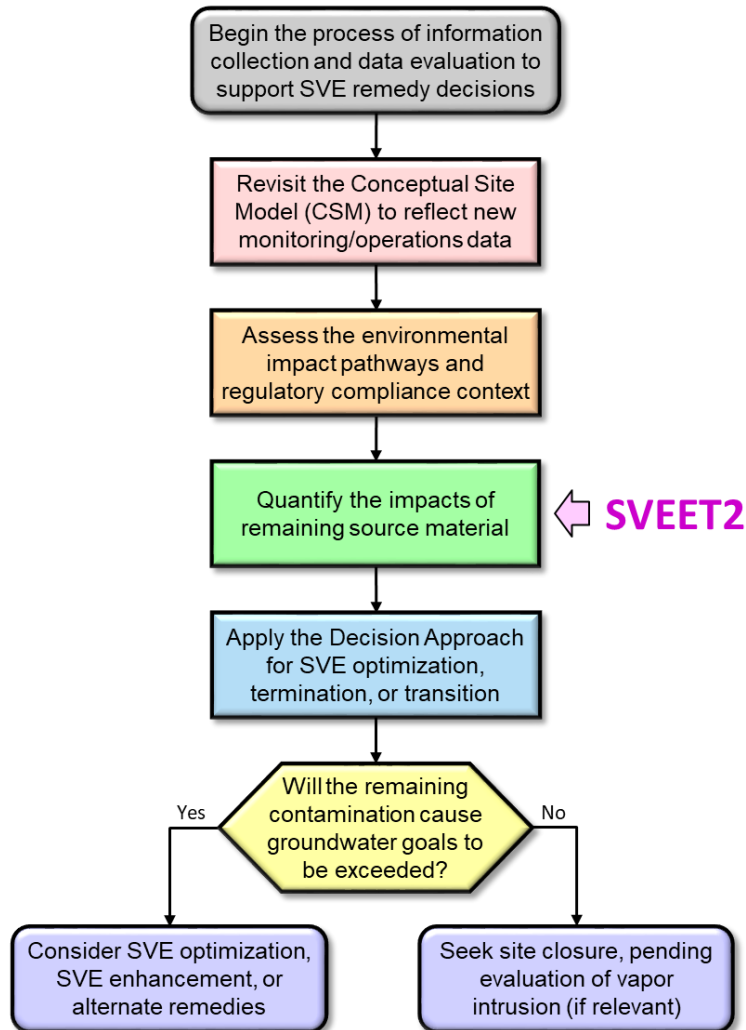 Begin the process of information
collection and data evaluation to
support SVE remedy decisions
Revisit the Conceptual Site
Model (CSM) to reflect new
monitoring/operations data
Assess the environmental
impact pathways and
regulatory compliance context
Quantify the impacts of
remaining source material
SVEET2
Apply the Decision Approach
for SVE optimization,
termination, or transition
Will the remaining
contamination cause
groundwater goals to
be exceeded?
Yes
No
Consider SVE optimization,
SVE enhancement, or
alternate remedies
Seek site closure, pending
evaluation of vapor
intrusion (if relevant)